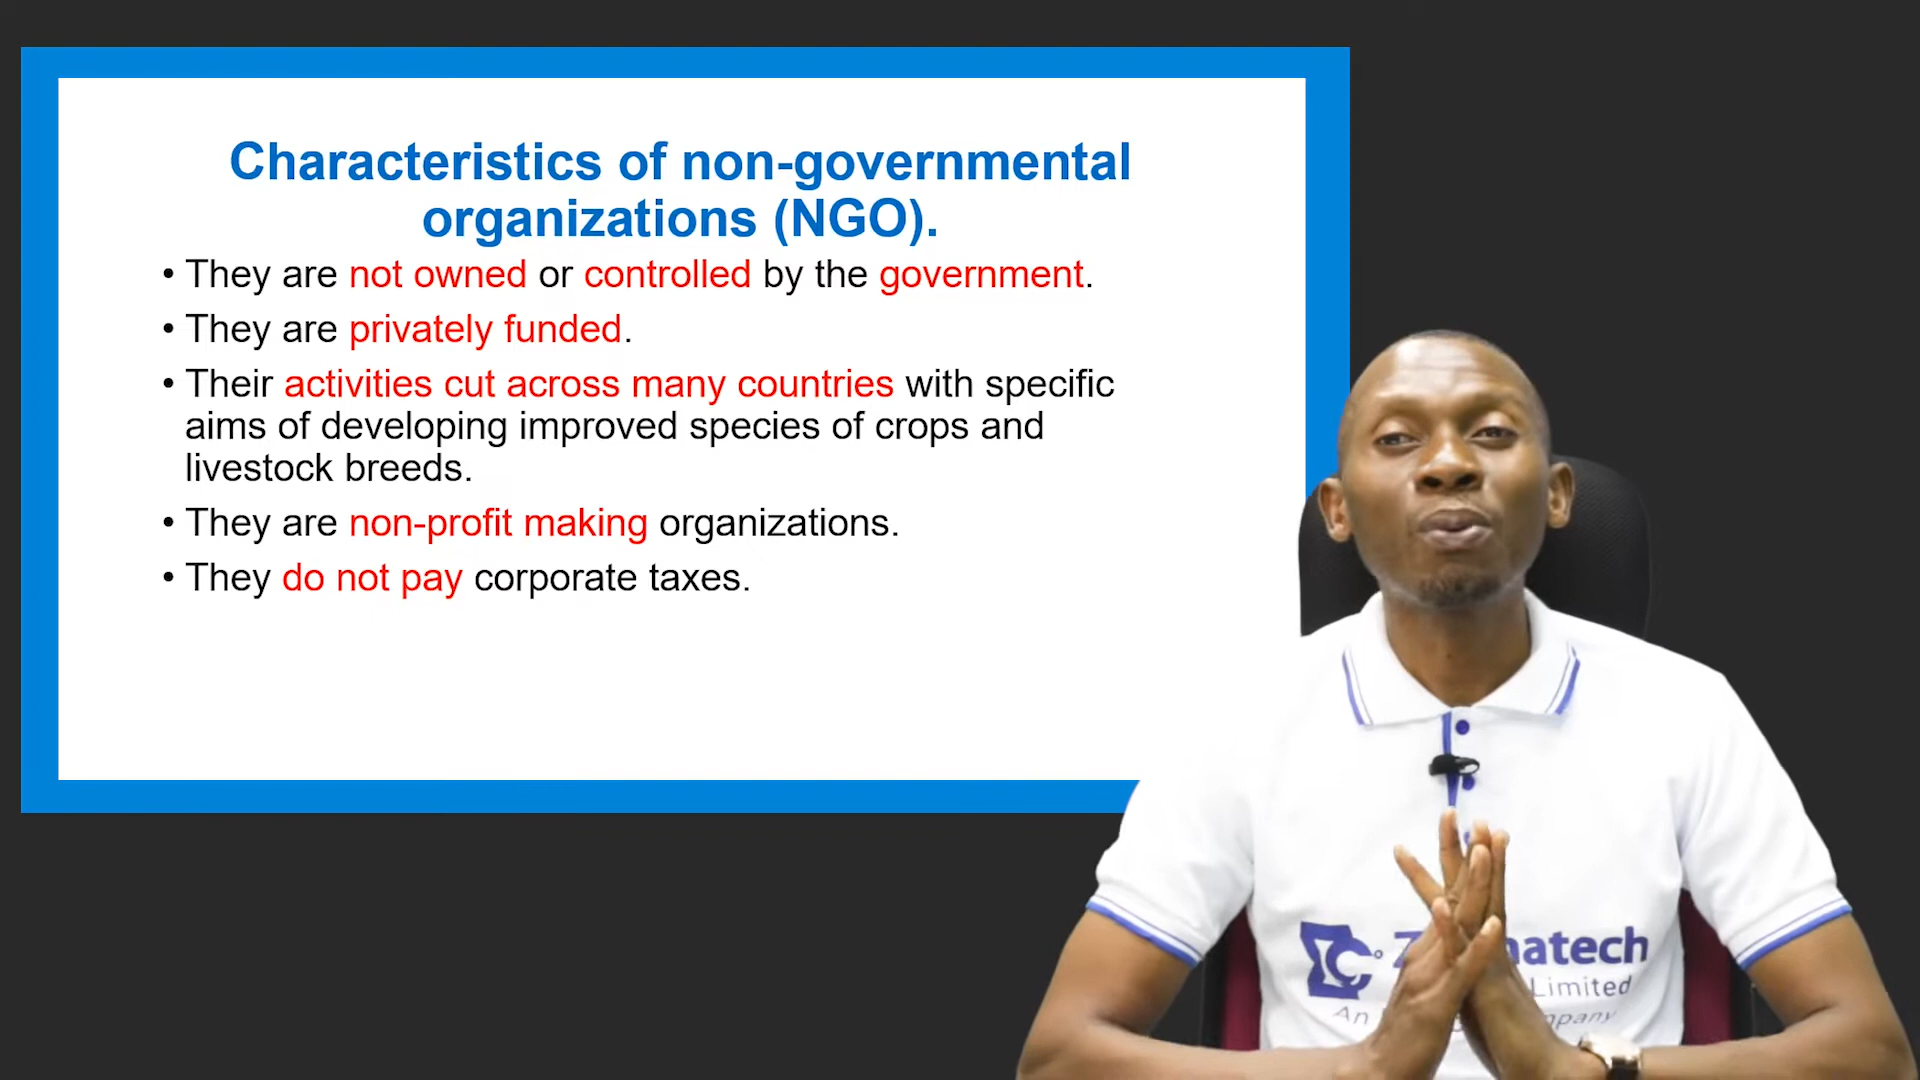 Characteristics of non-governmental
organizations (NGO).
• They are not owned or controlled by the government.
• They are privately funded.
• Their activities cut across many countries with specific
aims of developing improved species of crops and
livestock breeds.
• They are non-profit making organizations.
• They do not pay corporate taxes.
Limited
An